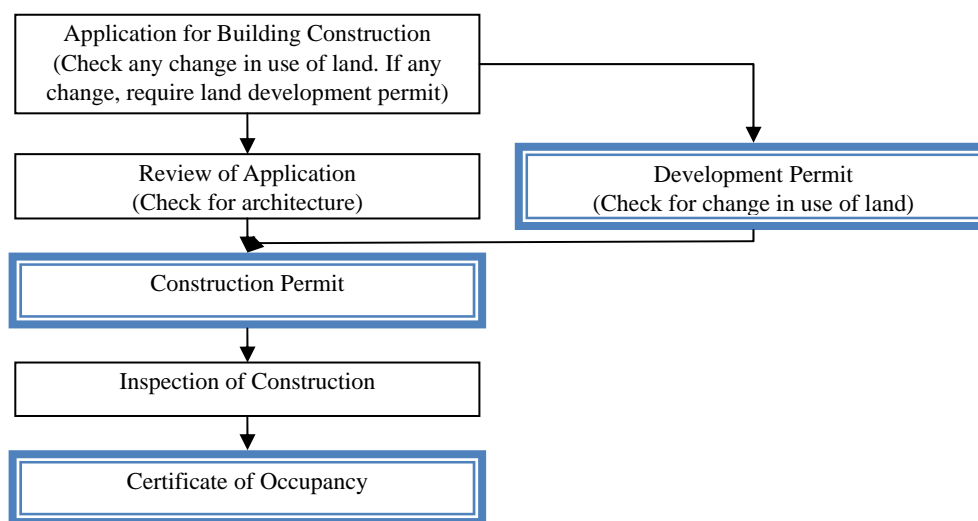 Application for Building Construction
(Check any change in use of land. If any
change, require land development permit)
Review of Application
(Check for architecture)
Development Permit
(Check for change in use of land)
Construction Permit
Inspection of Construction
Certificate of Occupancy